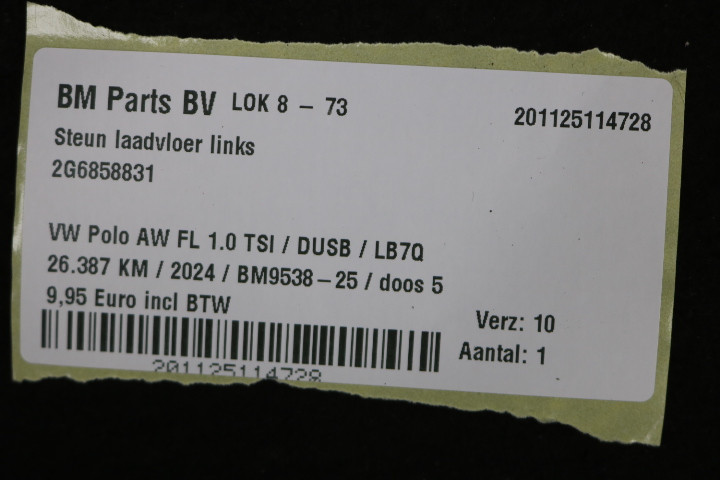 BM Parts BV LOK 8 - 73
201125114728
Steun laadvloer links
2G6858831
VW Polo AW FL 1.0 TSI / DUSB / LB7Q
26.387 KM / 2024 / BM9538-25 / doos 5
9,95 Euro incl BTW
Verz: 10
Aantal: 1
201125114728